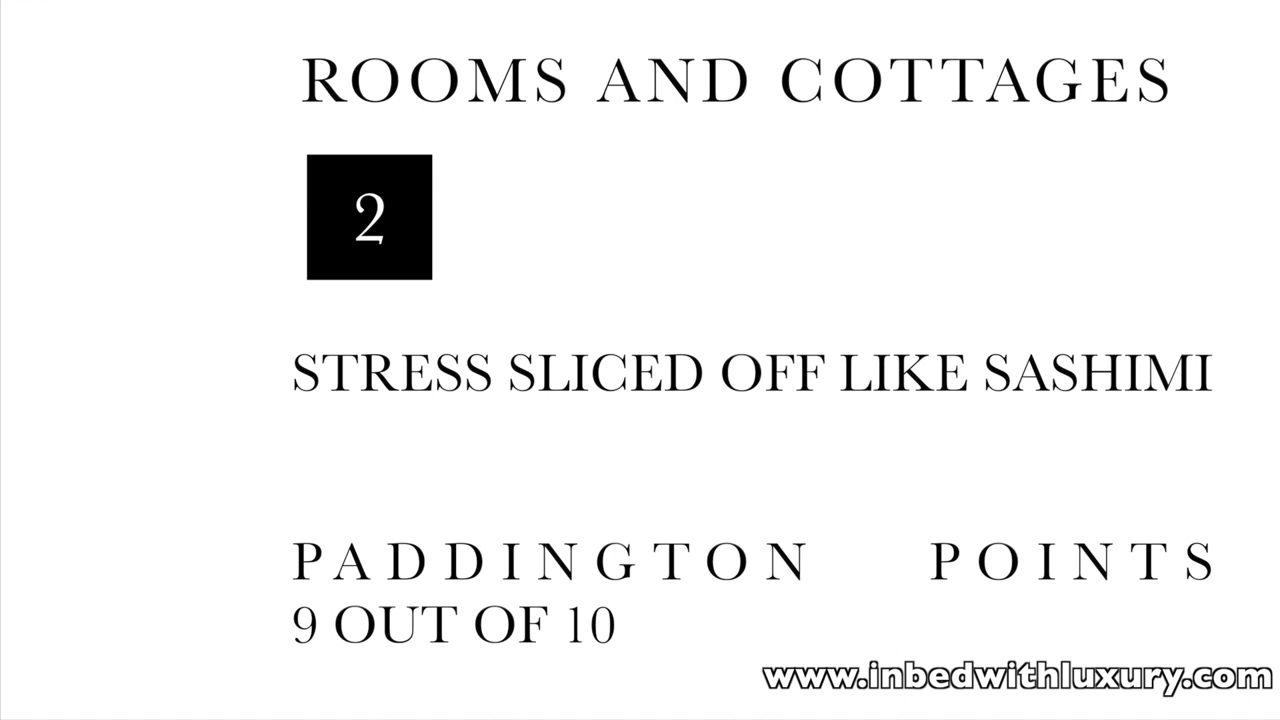 ROOMS AND COTTAGES
2
STRESS SLICED OFF LIKE SASHIMI
PADDINGTON POINTS
9 OUT OF 10
www.inbedwithluxury.com